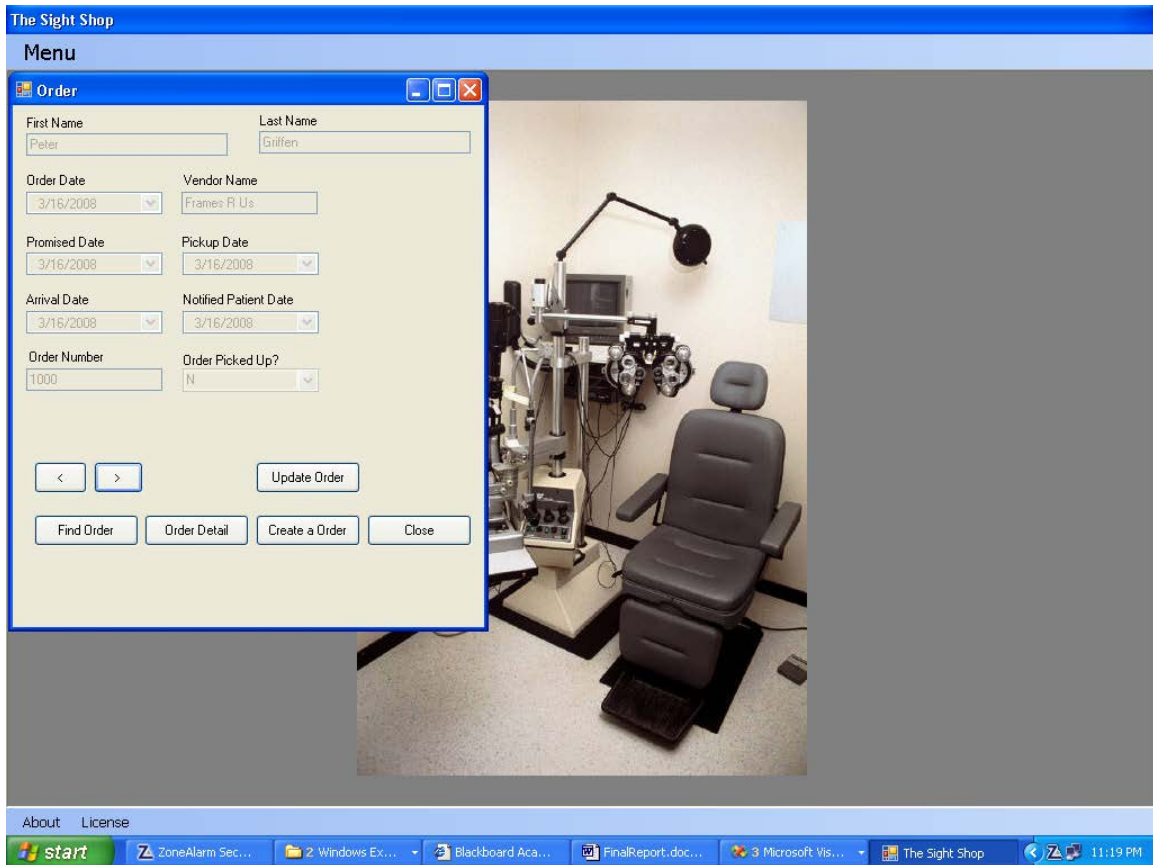 The Sight Shop
Menu
Order
First Name Last Name
Peter Griffen
Order Date Vendor Name
3/16/2008 Frames R Us
Promised Date Pickup Date
3/16/2008 3/16/2008
Arrival Date Notified Patient Date
3/16/2008 3/16/2008
Order Number Order Picked Up?
1000 N
< >
Update Order
Find Order Order Detail Create a Order Close
About License
start ZoneAlarm Sec... 2 Windows Ex... Blackboard Aca... FinalReport.doc... 3 Microsoft Vis... The Sight Shop 11:19 PM